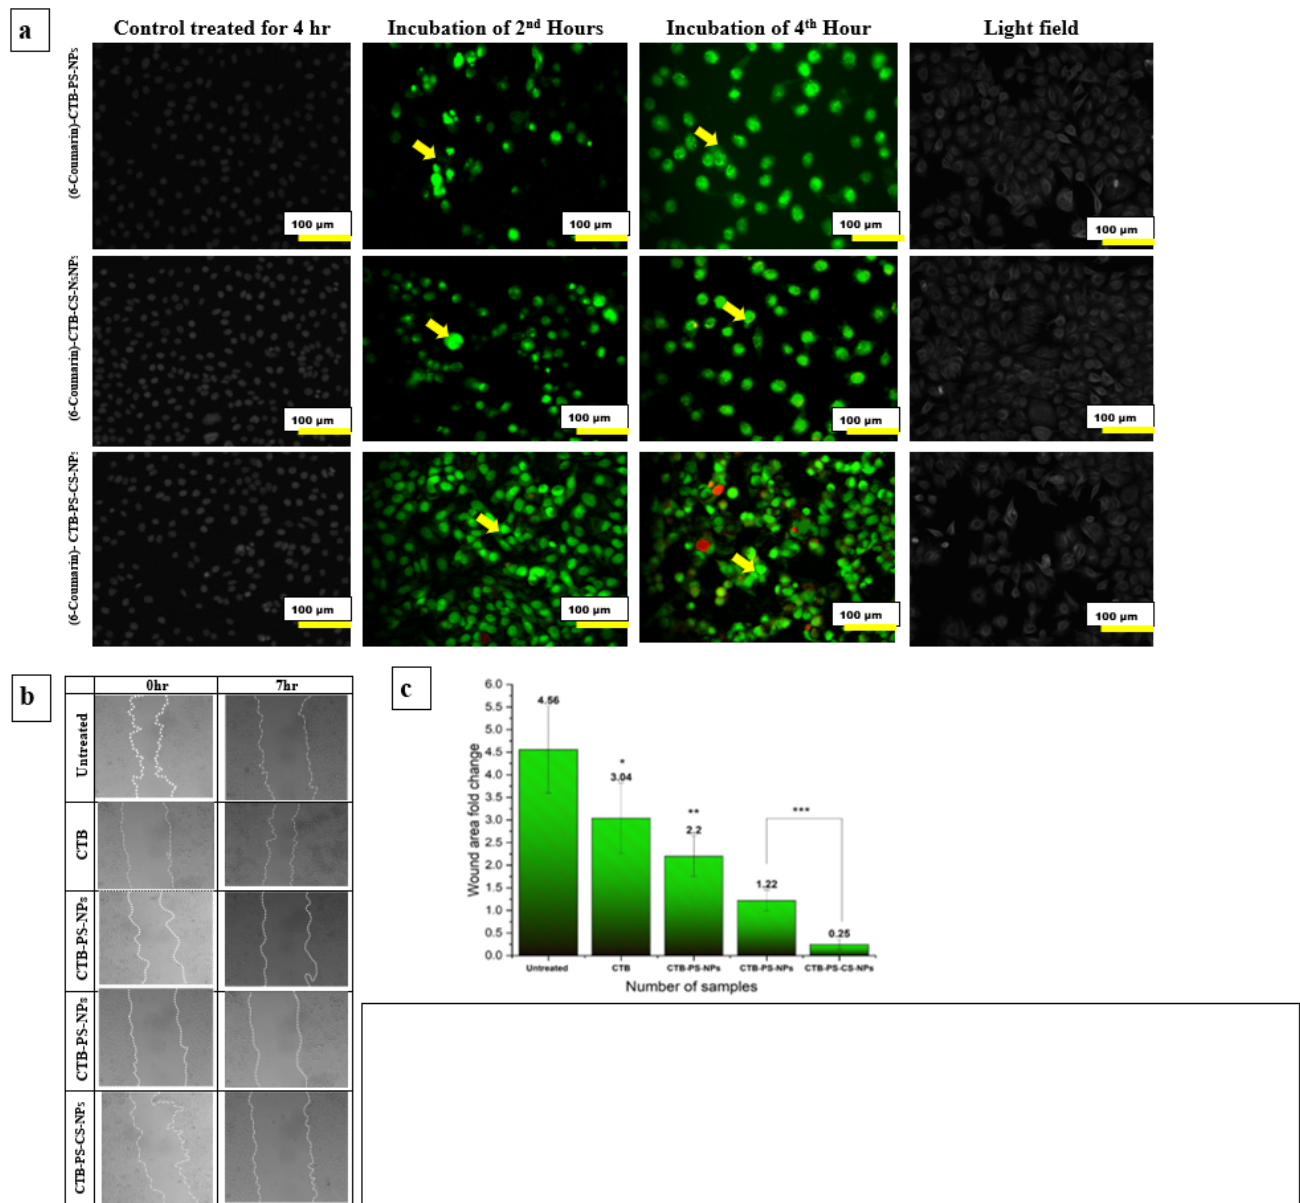 a
Control treated for 4 hr
Incubation of 2nd Hours
Incubation of 4th Hour
Light field
(6-Coumarin)-CTB-PS-NPs
100 µm
100 µm
100 µm
100 µm
(6-Coumarin)-CTB-CS-NsNPs
100 µm
100 µm
100 µm
100 µm
(6-Coumarin)- CTB-PS-CS-NPs
100 µm
100 µm
100 µm
100 µm
b
0hr
7hr
Untreated
CTB
CTB-PS-NPs
CTB-PS-NPs
CTB-PS-CS-NPs
c
Wound area fold change
6.0
5.5
5.0
4.5
4.0
3.5
3.0
2.5
2.0
1.5
1.0
0.5
0.0
4.56
*
3.04
**
2.2
1.22
***
0.25
Untreated
CTB
CTB-PS-NPs
CTB-PS-NPs
CTB-PS-CS-NPs
Number of samples